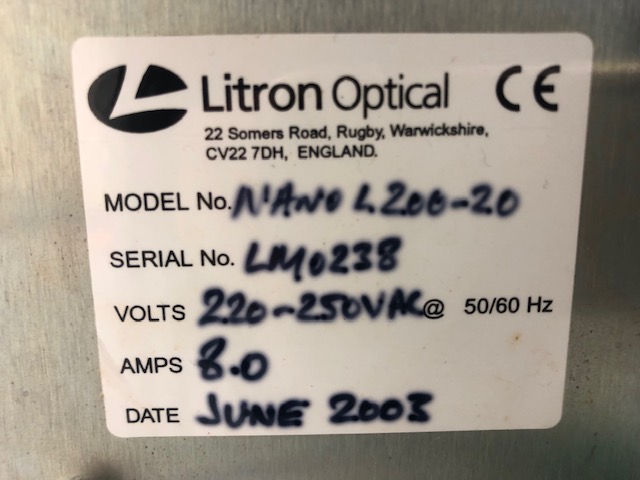 Litron Optical CE
22 Somers Road, Rugby, Warwickshire,
CV22 7DH, ENGLAND.
MODEL No. NANO L 200-20
SERIAL No. LM0238
VOLTS 220-250VAC@ 50/60 Hz
AMPS 8.0
DATE JUNE 2003